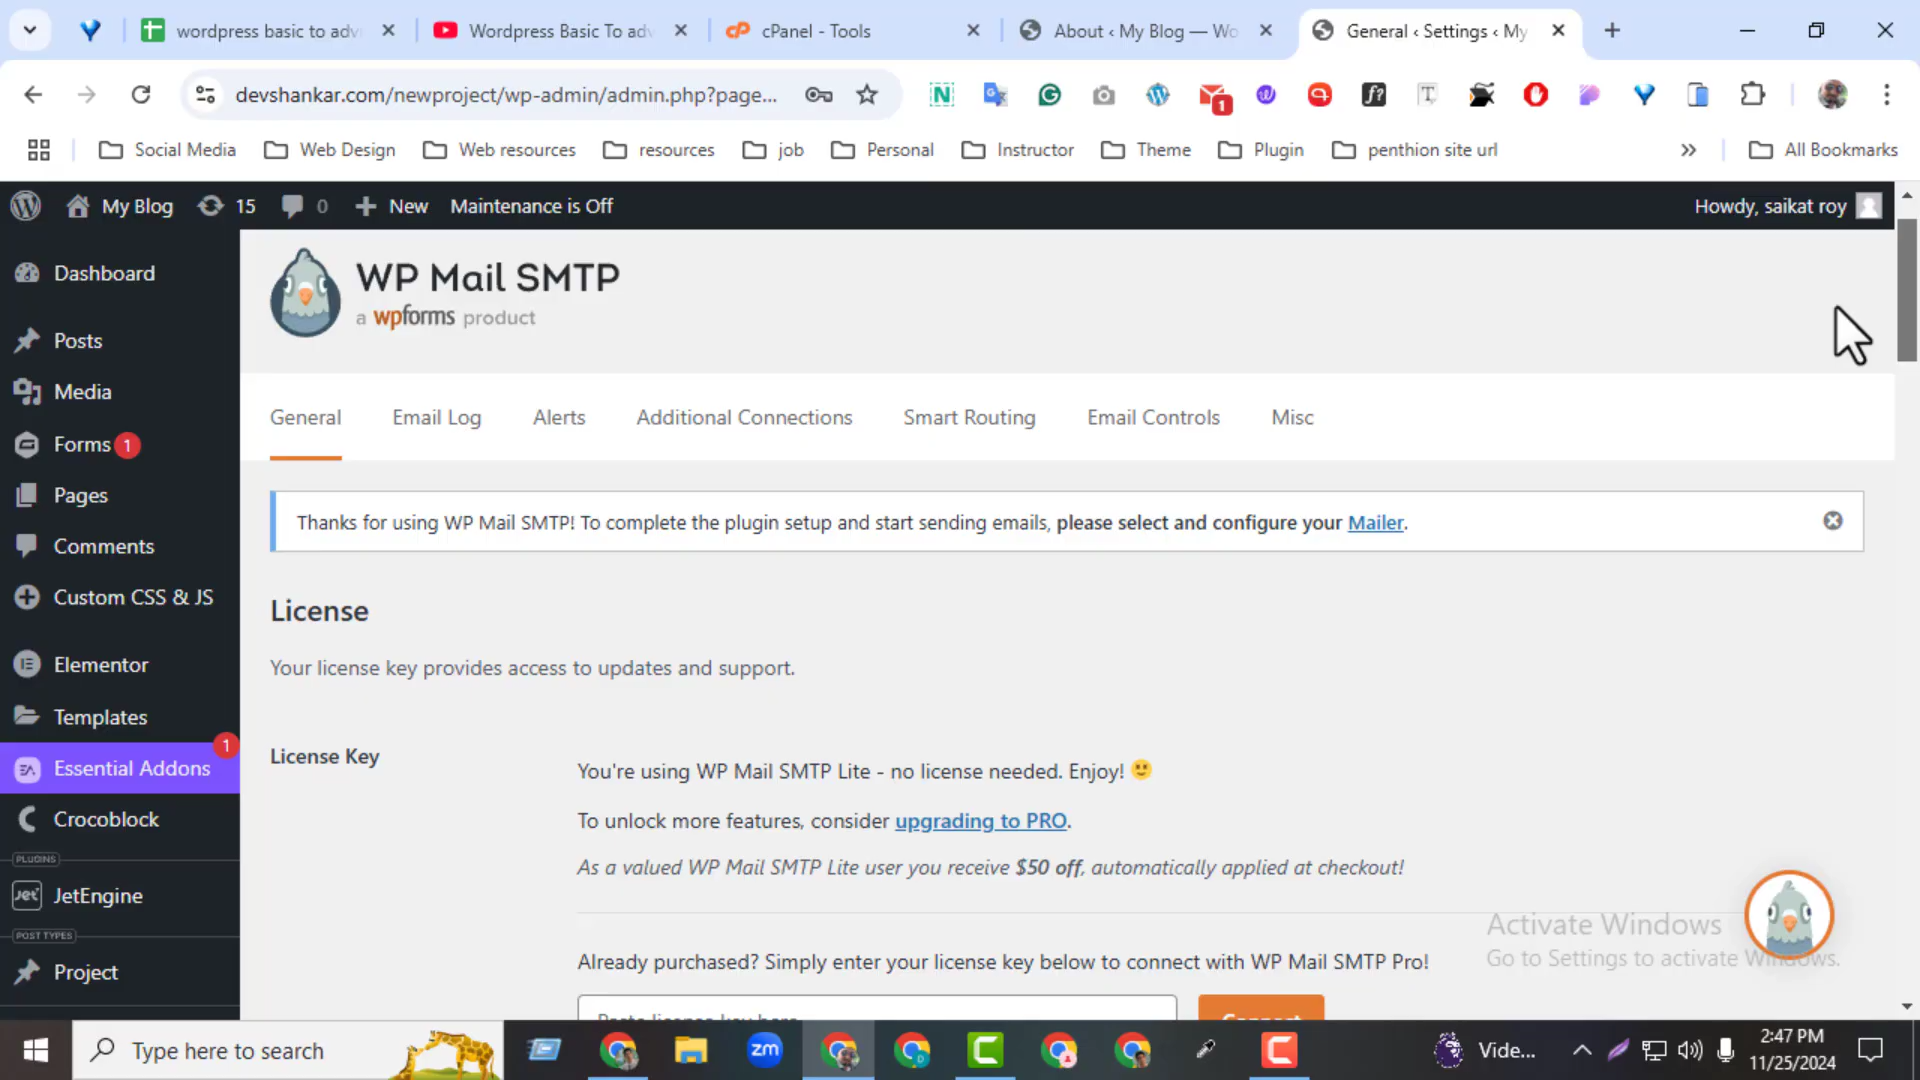 wordpress basic to adv
Wordpress Basic To adv
cPanel - Tools
About ‹ My Blog — Wo
General ‹ Settings ‹ My
devshankar.com/newproject/wp-admin/admin.php?page...
1
Social Media
Web Design
Web resources
resources
job
Personal
Instructor
Theme
Plugin
penthion site url
All Bookmarks
My Blog
15
0
New
Maintenance is Off
Howdy, saikat roy
Dashboard
Posts
Media
Forms 1
Pages
Comments
Custom CSS & JS
Elementor
Templates
1
Essential Addons
Crocoblock
PLUGINS
JetEngine
POST TYPES
Project
WP Mail SMTP
a wpforms product
General
Email Log
Alerts
Additional Connections
Smart Routing
Email Controls
Misc
Thanks for using WP Mail SMTP! To complete the plugin setup and start sending emails, please select and configure your Mailer.
License
Your license key provides access to updates and support.
License Key
You're using WP Mail SMTP Lite - no license needed. Enjoy! 🙂
To unlock more features, consider upgrading to PRO.
As a valued WP Mail SMTP Lite user you receive $50 off, automatically applied at checkout!
Already purchased? Simply enter your license key below to connect with WP Mail SMTP Pro!
Paste license key here
Connect
Activate Windows
Go to Settings to activate Windows.
Type here to search
zm
Vide...
2:47 PM
11/25/2024